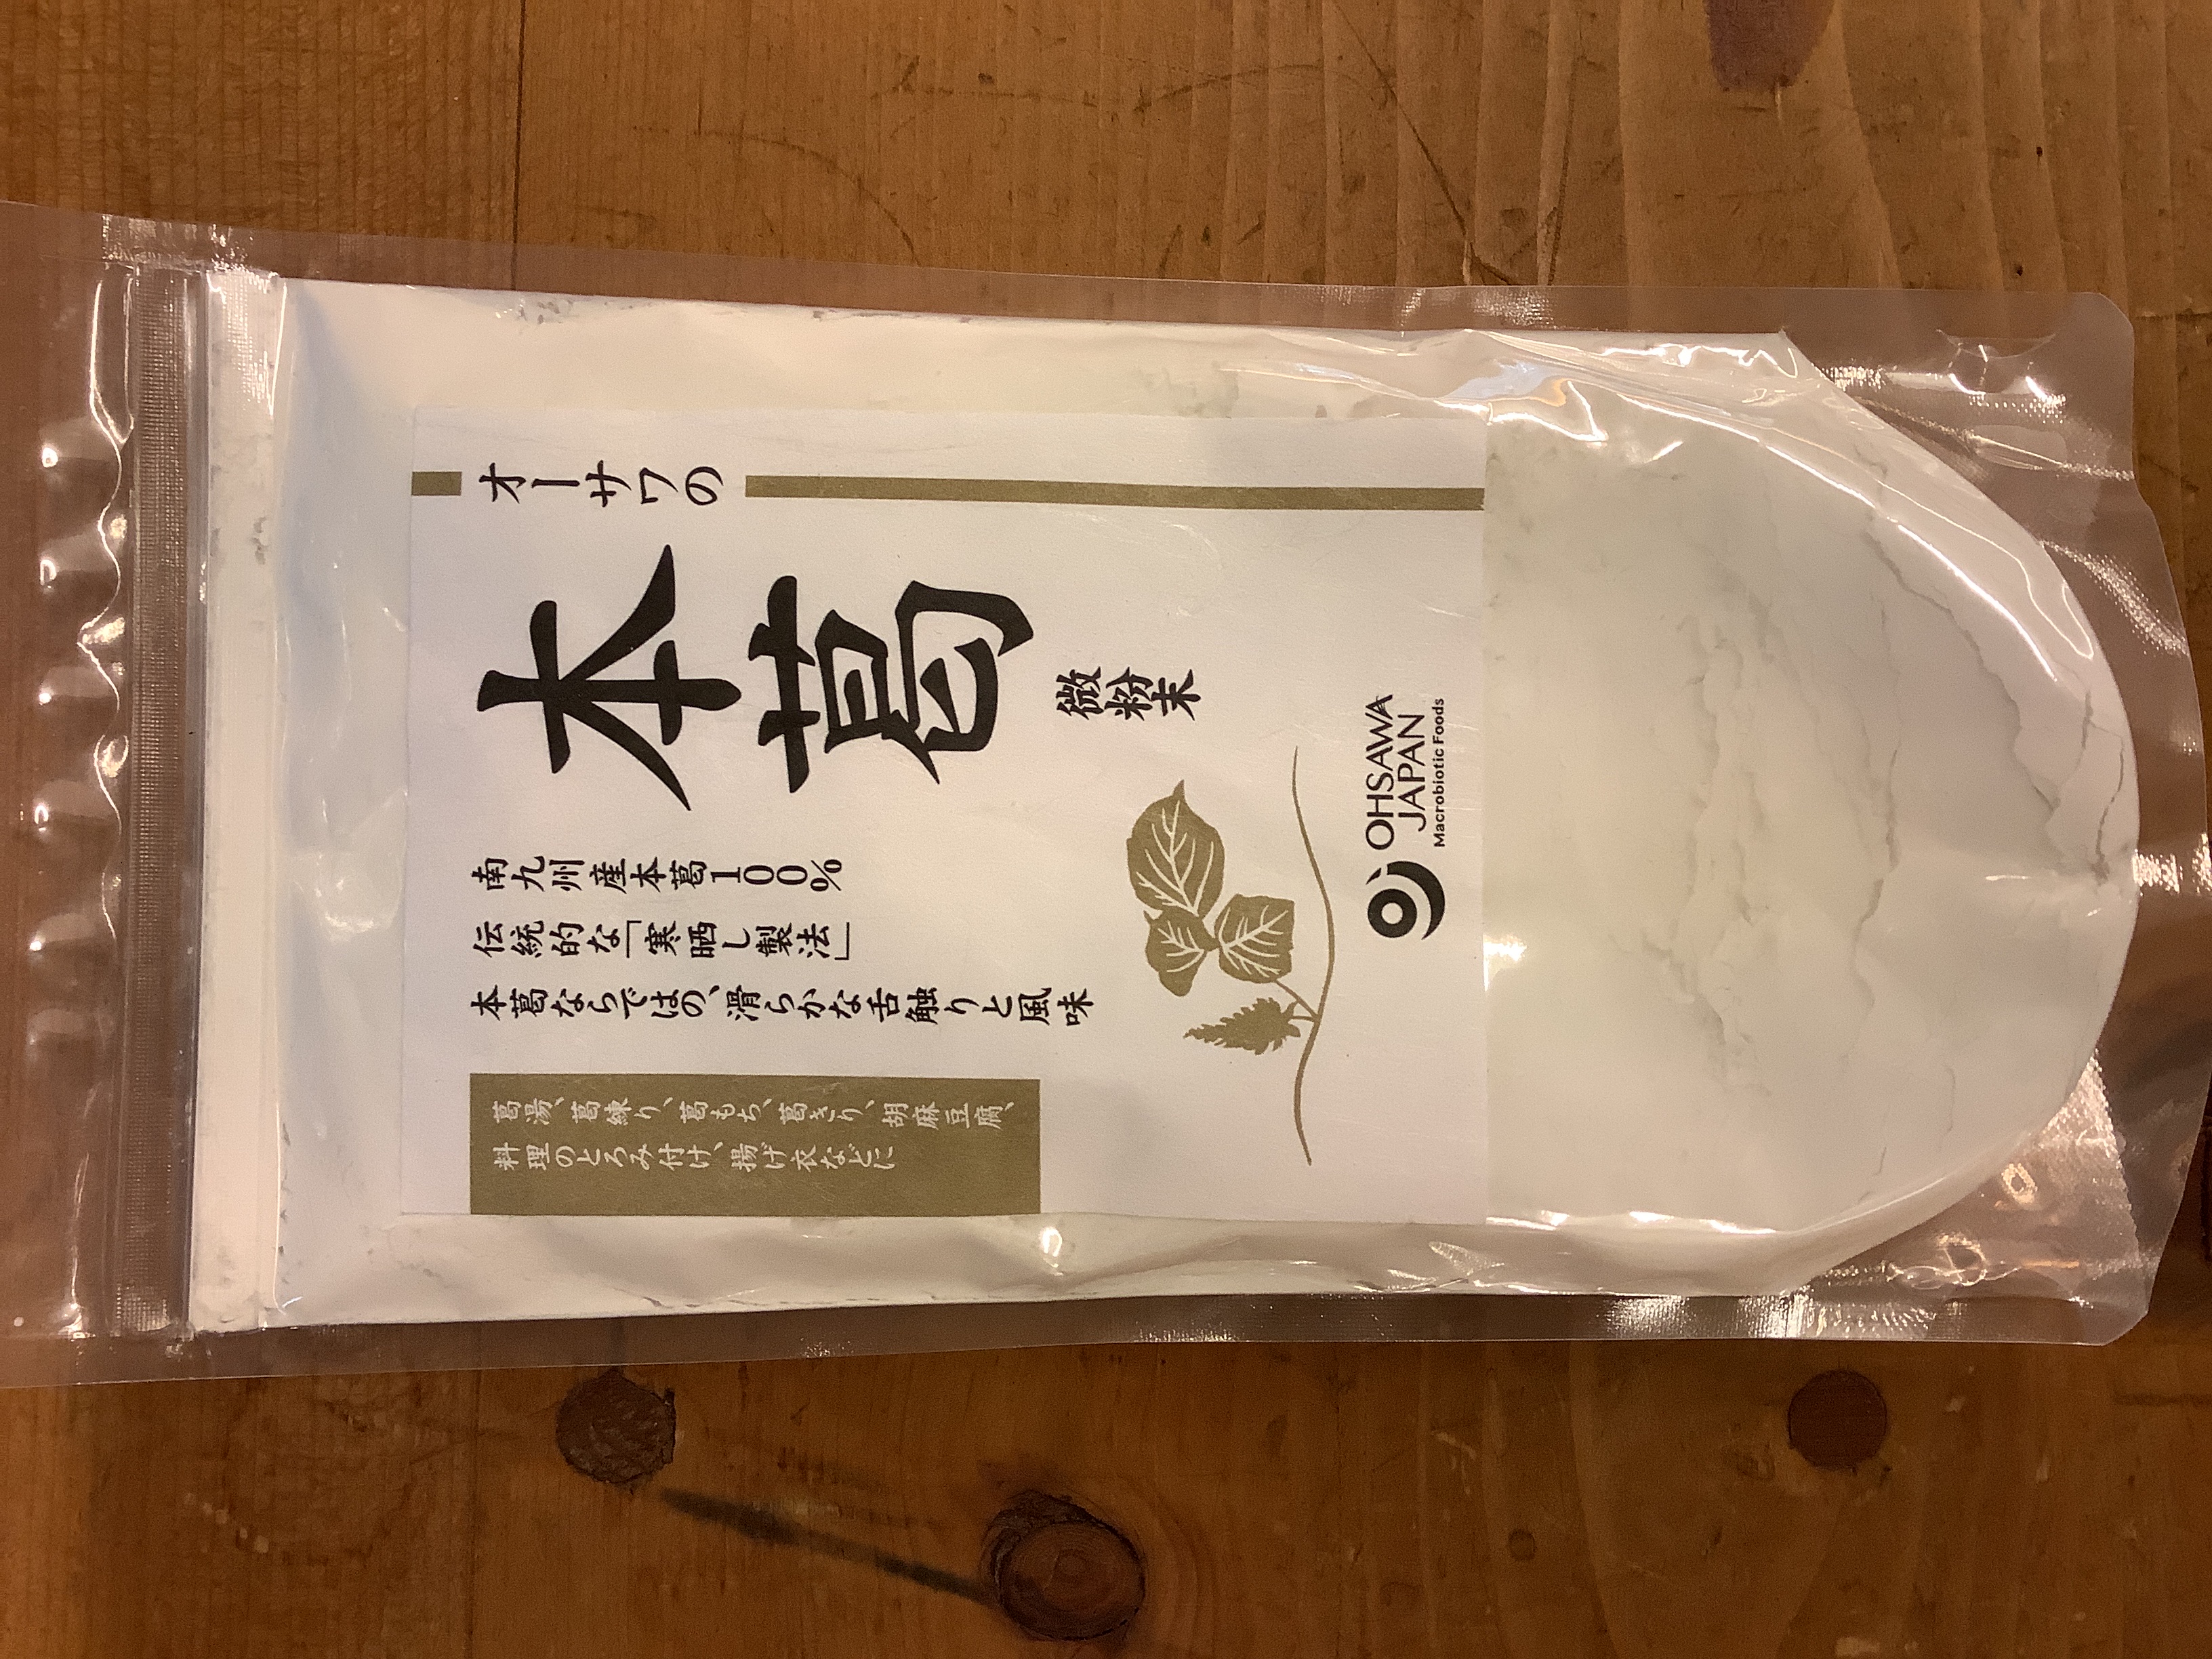 オーサワの
本葛
微粉末
南九州産本葛100%
伝統的な「寒晒し製法」
本葛ならではの、滑らかな舌触りと風味
葛湯、葛練り、葛もち、葛きり、胡麻豆腐、
料理のとろみ付け、揚げ衣などに
OHSAWA
JAPAN
Macrobiotic Foods